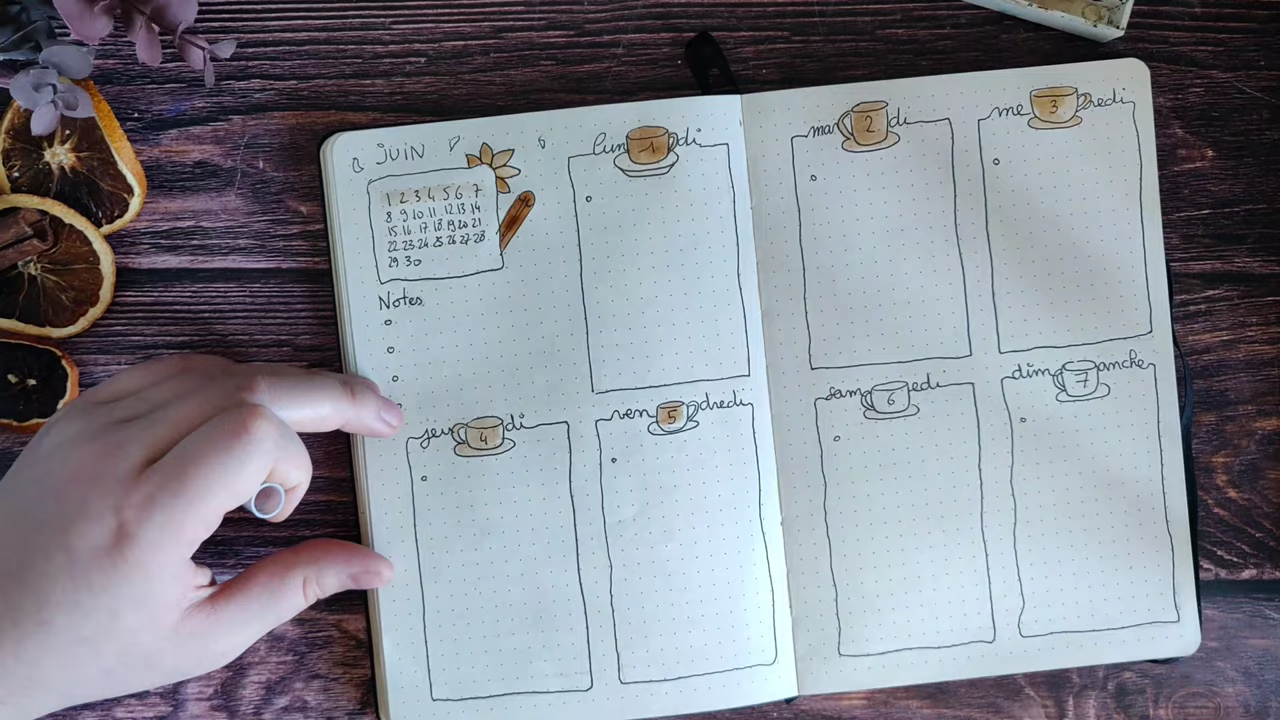 JUIN
1 2 3 4 5 6 7
8 9 10 11 12 13 14
15 16 17 18 19 20 21
22 23 24 25 26 27 28
29 30
Notes
lun 1 di
mar 2 di
me 3 redi
jeu 4 di
ven 5 dredi
sam 6 edi
dim 7 anche